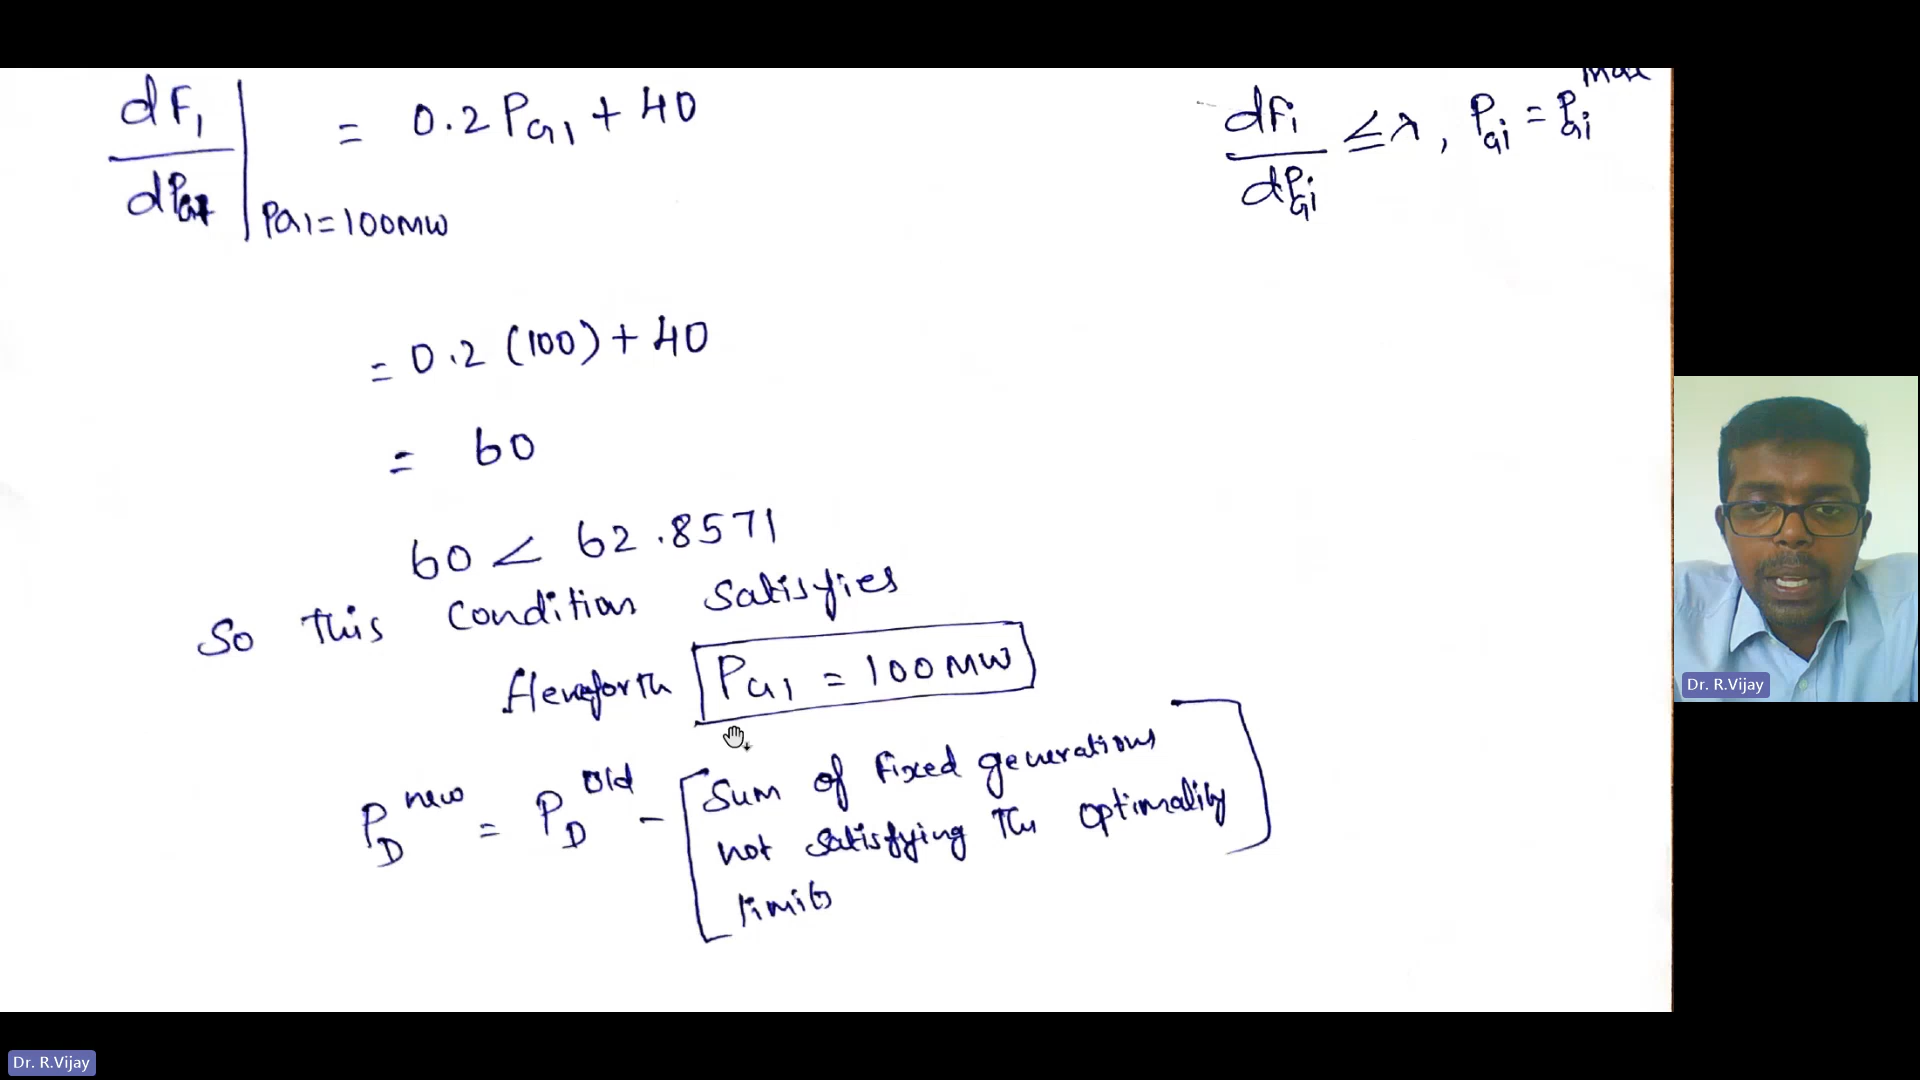 dF1/dPG1 | PG1=100MW = 0.2 PG1 + 40
dFi/dPGi ≤ λ, PGi = PGi max
= 0.2 (100) + 40
= 60
60 < 62.8571
So This Condition Satisfies
Heneforth PG1 = 100 MW
PD new = PD Old - [Sum of Fixed generations
not satisfying The Optimality
limits]
Dr. R.Vijay
Dr. R.Vijay